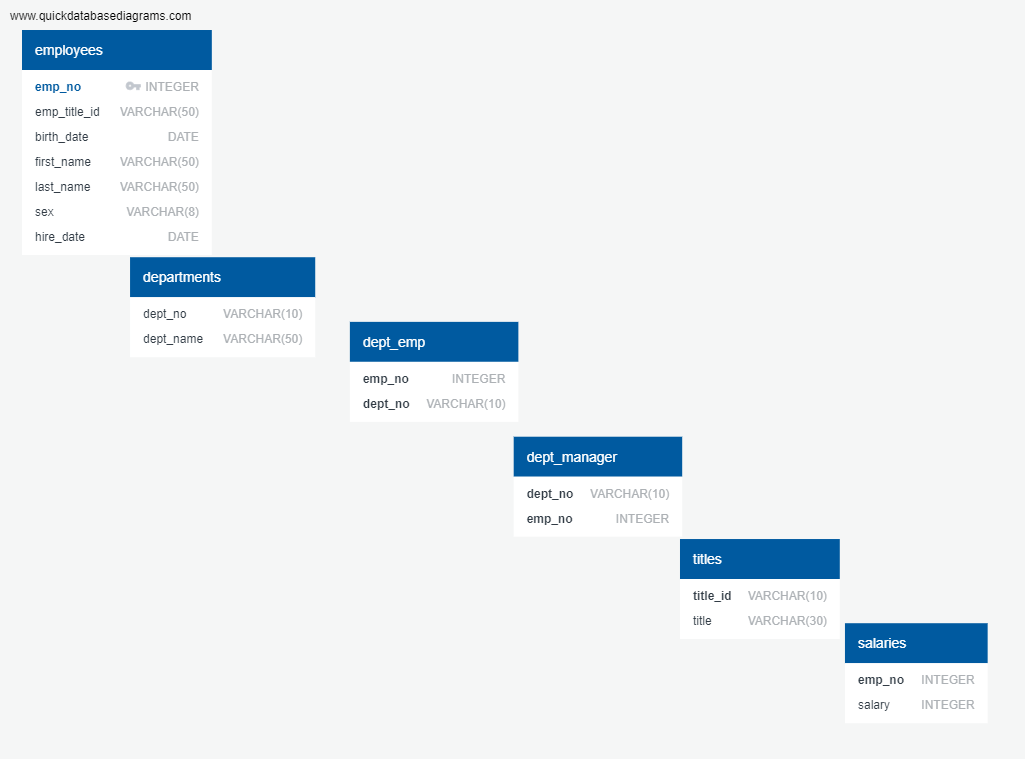 www.quickdatabasediagrams.com
employees
emp_no INTEGER
emp_title_id VARCHAR(50)
birth_date DATE
first_name VARCHAR(50)
last_name VARCHAR(50)
sex VARCHAR(8)
hire_date DATE
departments
dept_no VARCHAR(10)
dept_name VARCHAR(50)
dept_emp
emp_no INTEGER
dept_no VARCHAR(10)
dept_manager
dept_no VARCHAR(10)
emp_no INTEGER
titles
title_id VARCHAR(10)
title VARCHAR(30)
salaries
emp_no INTEGER
salary INTEGER